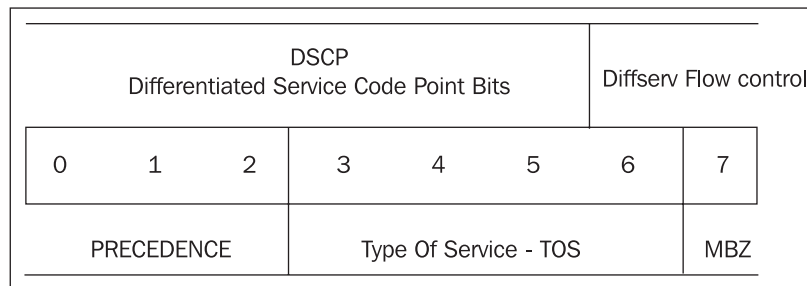 DSCP
Differentiated Service Code Point Bits
Diffserv Flow control
0 1 2 3 4 5 6 7
PRECEDENCE Type Of Service - TOS MBZ